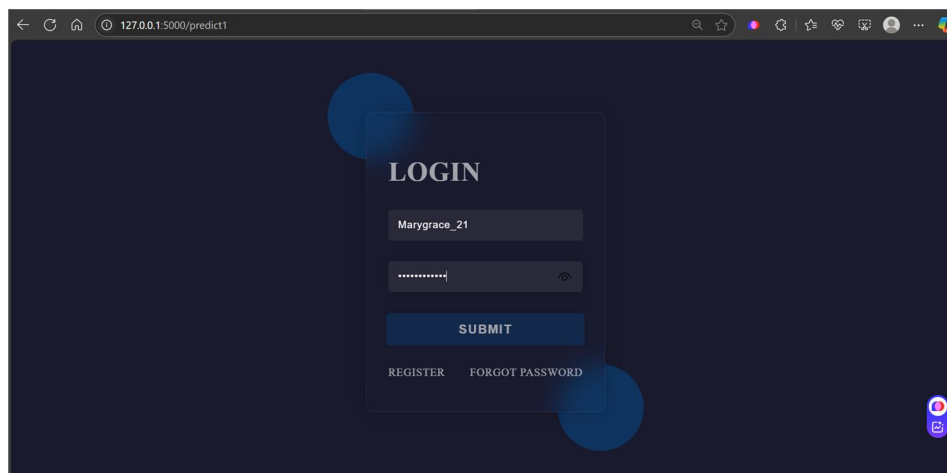 127.0.0.1:5000/predict1
LOGIN
Marygrace_21
••••••••••••
SUBMIT
REGISTER FORGOT PASSWORD